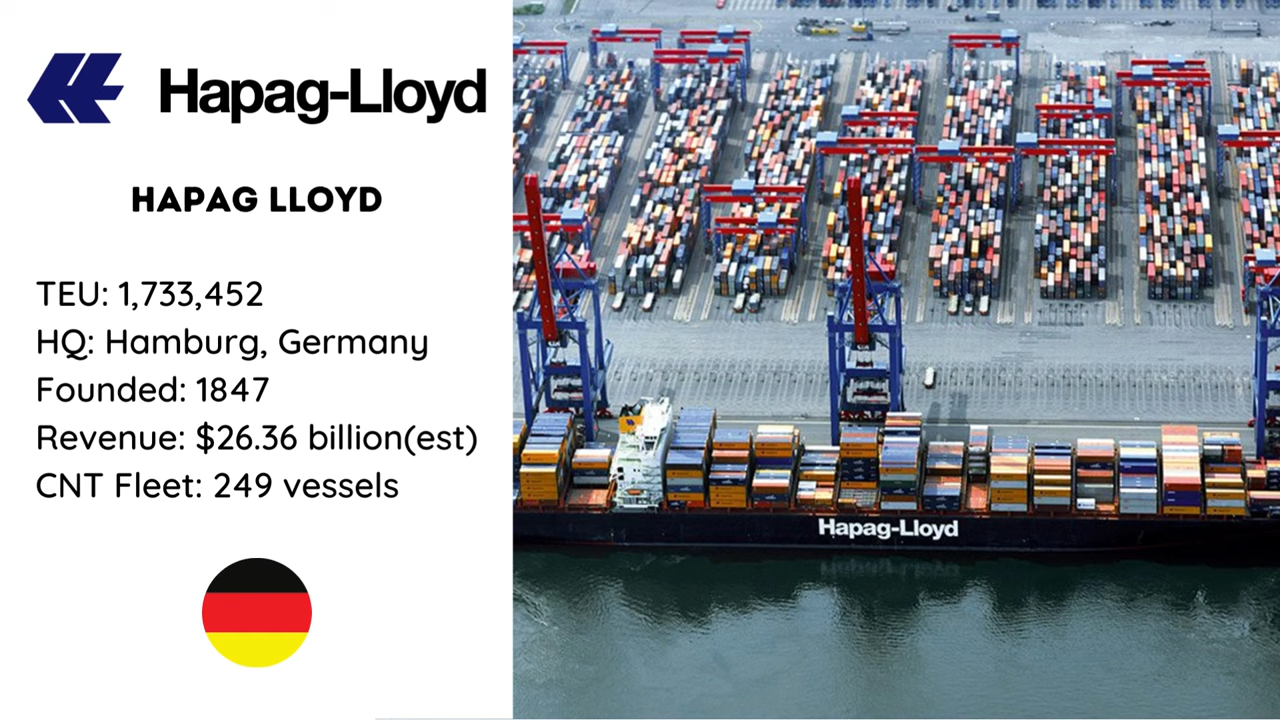 Hapag-Lloyd
HAPAG LLOYD
TEU: 1,733,452
HQ: Hamburg, Germany
Founded: 1847
Revenue: $26.36 billion(est)
CNT Fleet: 249 vessels
Hapag-Lloyd